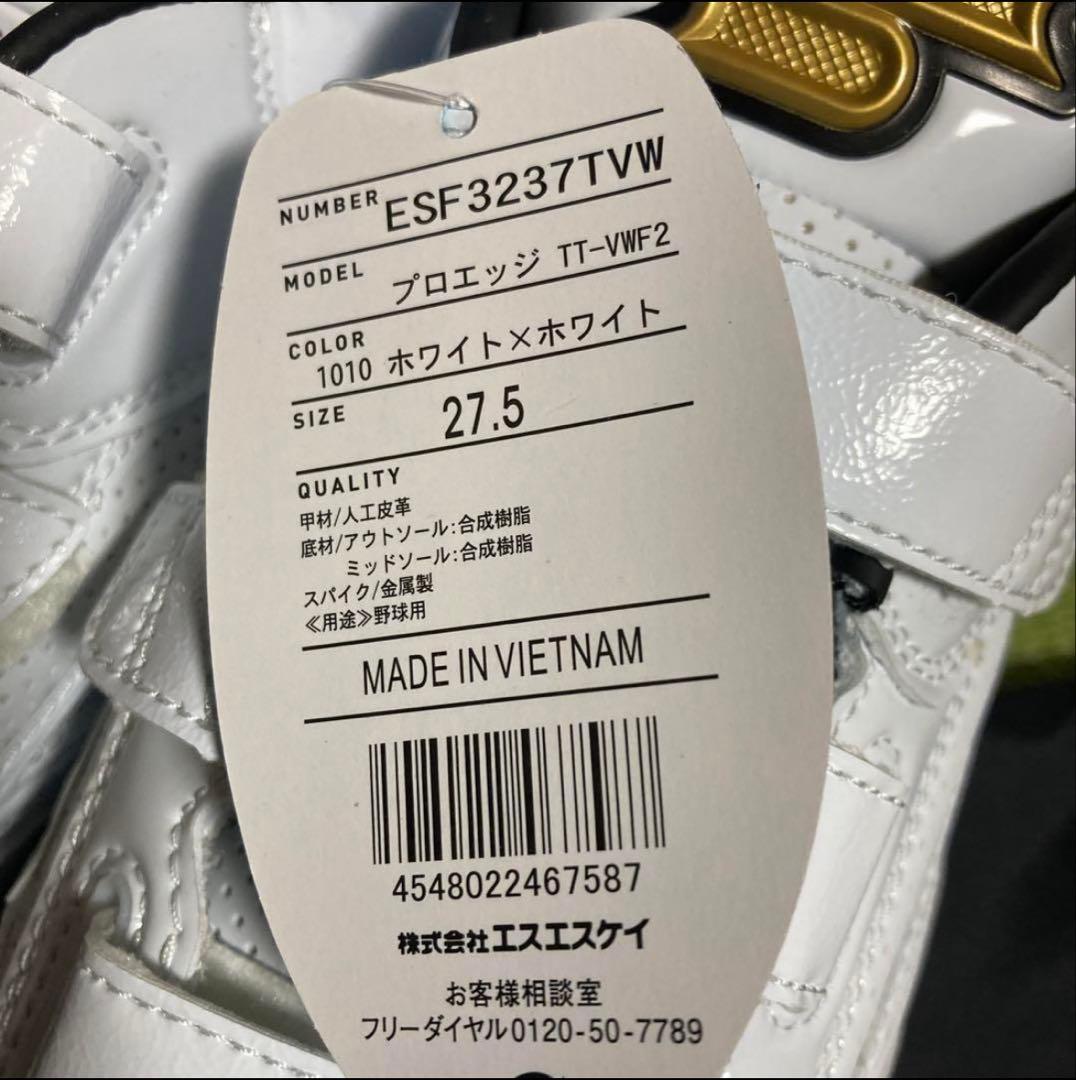 NUMBER ESF3237TVW
MODEL プロエッジ TT-VWF2
COLOR
1010 ホワイト×ホワイト
SIZE 27.5
QUALITY
甲材/人工皮革
底材/アウトソール:合成樹脂
ミッドソール:合成樹脂
スパイク/金属製
≪用途≫野球用
MADE IN VIETNAM
4548022467587
株式会社エスエスケイ
お客様相談室
フリーダイヤル0120-50-7789